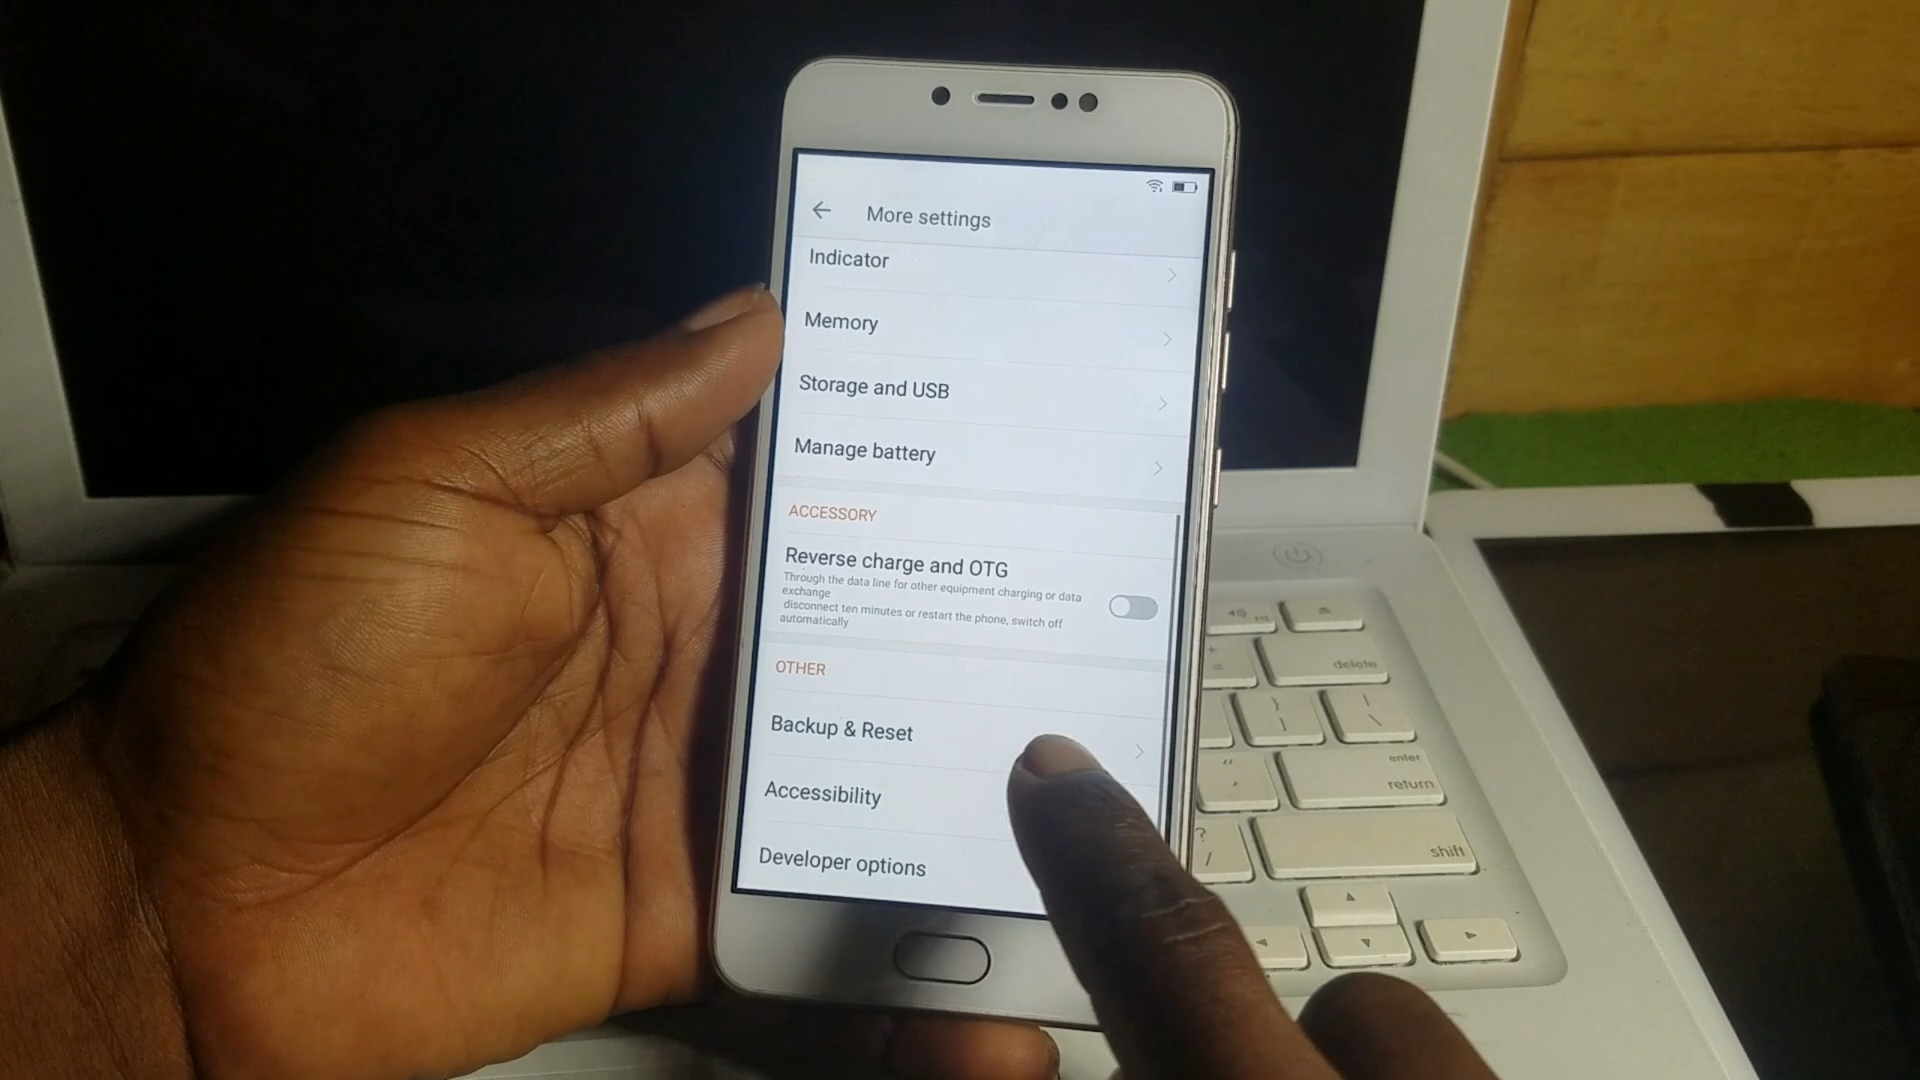 More settings
Indicator
Memory
Storage and USB
Manage battery
ACCESSORY
Reverse charge and OTG
Through the data line for other equipment charging or data
exchange
disconnect ten minutes or restart the phone, switch off
automatically
OTHER
Backup & Reset
Accessibility
Developer options
delete
enter
return
shift